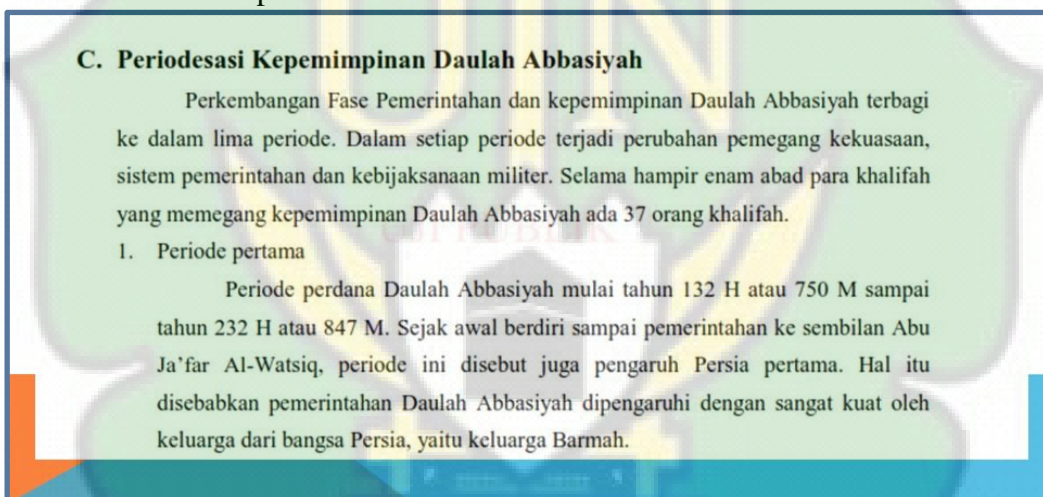 C. Periodesasi Kepemimpinan Daulah Abbasiyah
Perkembangan Fase Pemerintahan dan kepemimpinan Daulah Abbasiyah terbagi
ke dalam lima periode. Dalam setiap periode terjadi perubahan pemegang kekuasaan,
sistem pemerintahan dan kebijaksanaan militer. Selama hampir enam abad para khalifah
yang memegang kepemimpinan Daulah Abbasiyah ada 37 orang khalifah.
1. Periode pertama
Periode perdana Daulah Abbasiyah mulai tahun 132 H atau 750 M sampai
tahun 232 H atau 847 M. Sejak awal berdiri sampai pemerintahan ke sembilan Abu
Ja'far Al-Watsiq, periode ini disebut juga pengaruh Persia pertama. Hal itu
disebabkan pemerintahan Daulah Abbasiyah dipengaruhi dengan sangat kuat oleh
keluarga dari bangsa Persia, yaitu keluarga Barmah.